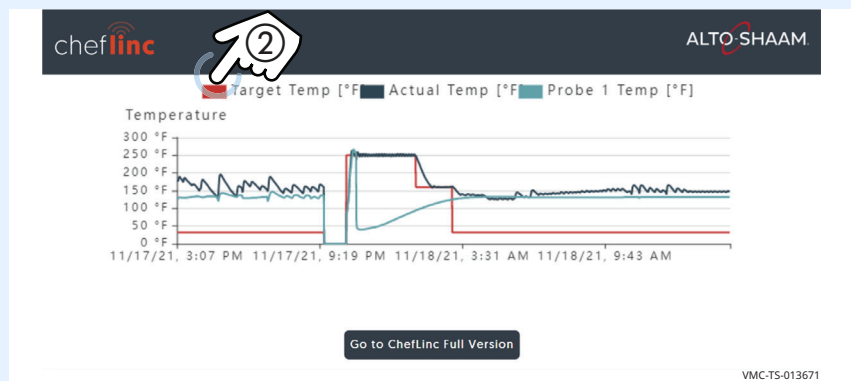 cheflinc
②
ALTO-SHAAM.
Target Temp [°F] Actual Temp [°F] Probe 1 Temp [°F]
Temperature
300 °F
250 °F
200 °F
150 °F
100 °F
50 °F
0 °F
11/17/21, 3:07 PM 11/17/21, 9:19 PM 11/18/21, 3:31 AM 11/18/21, 9:43 AM
Go to ChefLinc Full Version
VMC-TS-013671